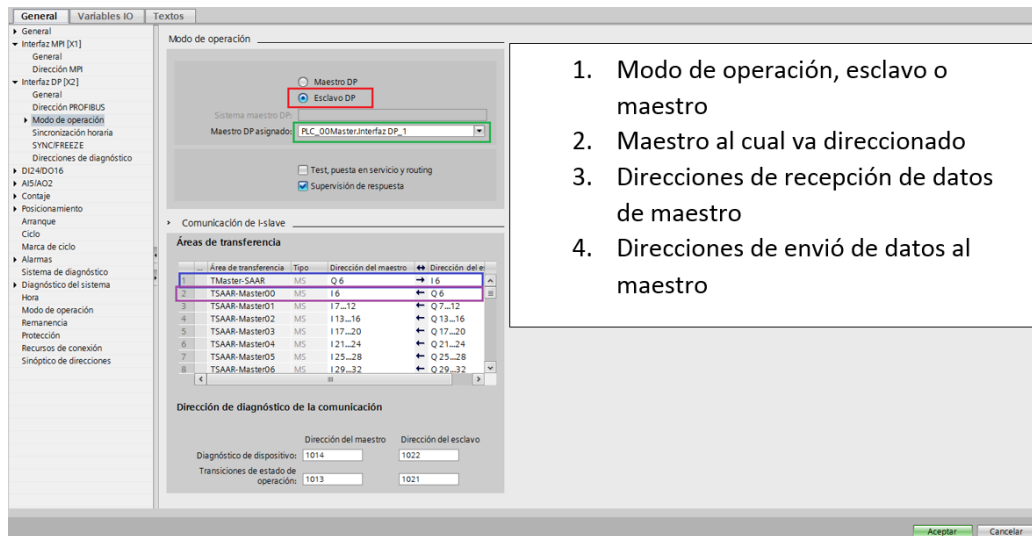 General Variables IO Textos
General
Interfaz MPI [X1]
General
Dirección MPI
Interfaz DP [X2]
General
Dirección PROFIBUS
Modo de operación
Sincronización horaria
SYNC/FREEZE
Direcciones de diagnóstico
DI24/DO16
AI5/AO2
Contaje
Posicionamiento
Arranque
Ciclo
Marca de ciclo
Alarmas
Sistema de diagnóstico
Diagnóstico del sistema
Hora
Modo de operación
Remanencia
Protección
Recursos de conexión
Sinóptico de direcciones
Modo de operación
Maestro DP
Esclavo DP
Sistema maestro DP:
Maestro DP asignado: PLC_00Master.Interfaz DP_1
Test, puesta en servicio y routing
Supervisión de respuesta
Comunicación de I-slave
Áreas de transferencia
... Área de transferencia Tipo Dirección del maestro ↔ Dirección del es
1 TMaster-SAAR MS Q 6 → I 6
2 TSAAR-Master00 MS I 6 ← Q 6
3 TSAAR-Master01 MS I 7...12 ← Q 7...12
4 TSAAR-Master02 MS I 13...16 ← Q 13...16
5 TSAAR-Master03 MS I 17...20 ← Q 17...20
6 TSAAR-Master04 MS I 21...24 ← Q 21...24
7 TSAAR-Master05 MS I 25...28 ← Q 25...28
8 TSAAR-Master06 MS I 29...32 ← Q 29...32
Dirección de diagnóstico de la comunicación
Dirección del maestro Dirección del esclavo
Diagnóstico de dispositivo: 1014 1022
Transiciones de estado de
operación: 1013 1021
1. Modo de operación, esclavo o
maestro
2. Maestro al cual va direccionado
3. Direcciones de recepción de datos
de maestro
4. Direcciones de envió de datos al
maestro
Aceptar Cancelar